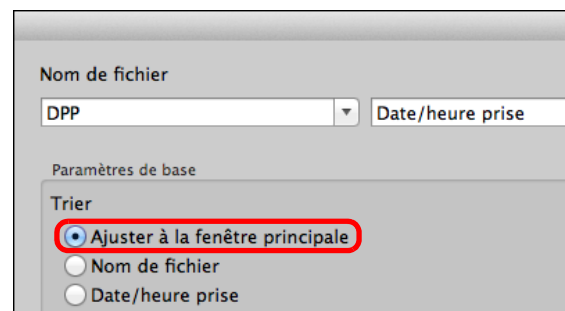 Nom de fichier
DPP Date/heure prise
Paramètres de base
Trier
Ajuster à la fenêtre principale
Nom de fichier
Date/heure prise